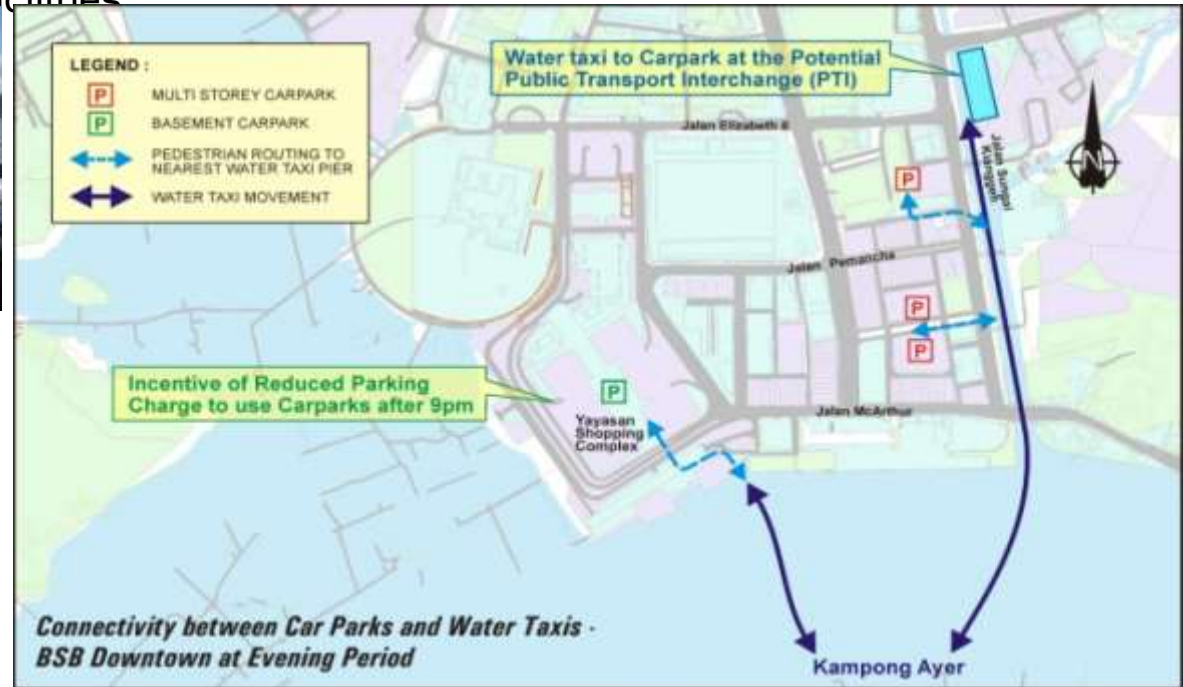 LEGEND :
P MULTI STOREY CARPARK
P BASEMENT CARPARK
PEDESTRIAN ROUTING TO
NEAREST WATER TAXI PIER
WATER TAXI MOVEMENT
Water taxi to Carpark at the Potential
Public Transport Interchange (PTI)
Jalan Elizabeth II
Jalan Sungai
Kianggeh
N
P
Jalan Pemancha
P
P
Incentive of Reduced Parking
Charge to use Carparks after 9pm
P
Yayasan
Shopping
Complex
Jalan McArthur
Connectivity between Car Parks and Water Taxis -
BSB Downtown at Evening Period
Kampong Ayer